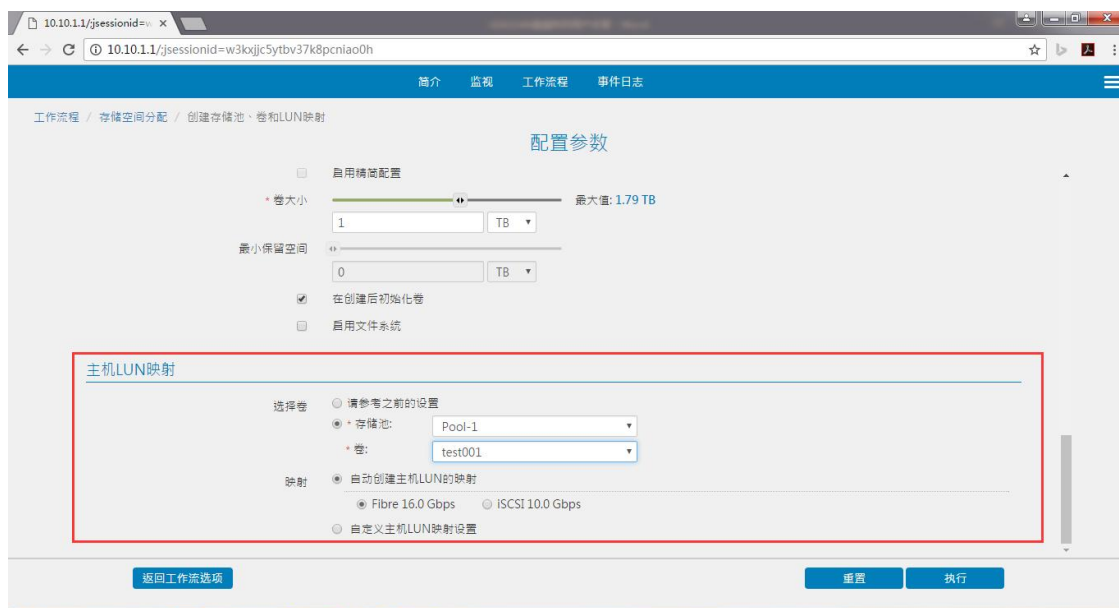 10.10.1.1/;jsessionid=w
10.10.1.1/;jsessionid=w3kxjjc5ytbv37k8pcniao0h
简介 监视 工作流程 事件日志
工作流程 / 存储空间分配 / 创建存储池、卷和LUN映射
配置参数
启用精简配置
* 卷大小 最大值: 1.79 TB
1 TB
最小保留空间
0 TB
在创建后初始化卷
启用文件系统
主机LUN映射
选择卷 请参考之前的设置
* 存储池: Pool-1
* 卷: test001
映射 自动创建主机LUN的映射
Fibre 16.0 Gbps iSCSI 10.0 Gbps
自定义主机LUN映射设置
返回工作流选项 重置 执行